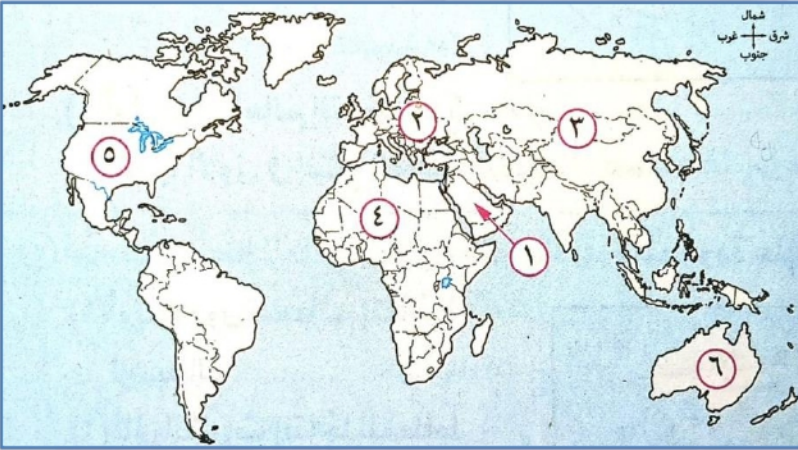 شمال
شرق غرب
جنوب
٣ ٢
٥
٤
١
٦